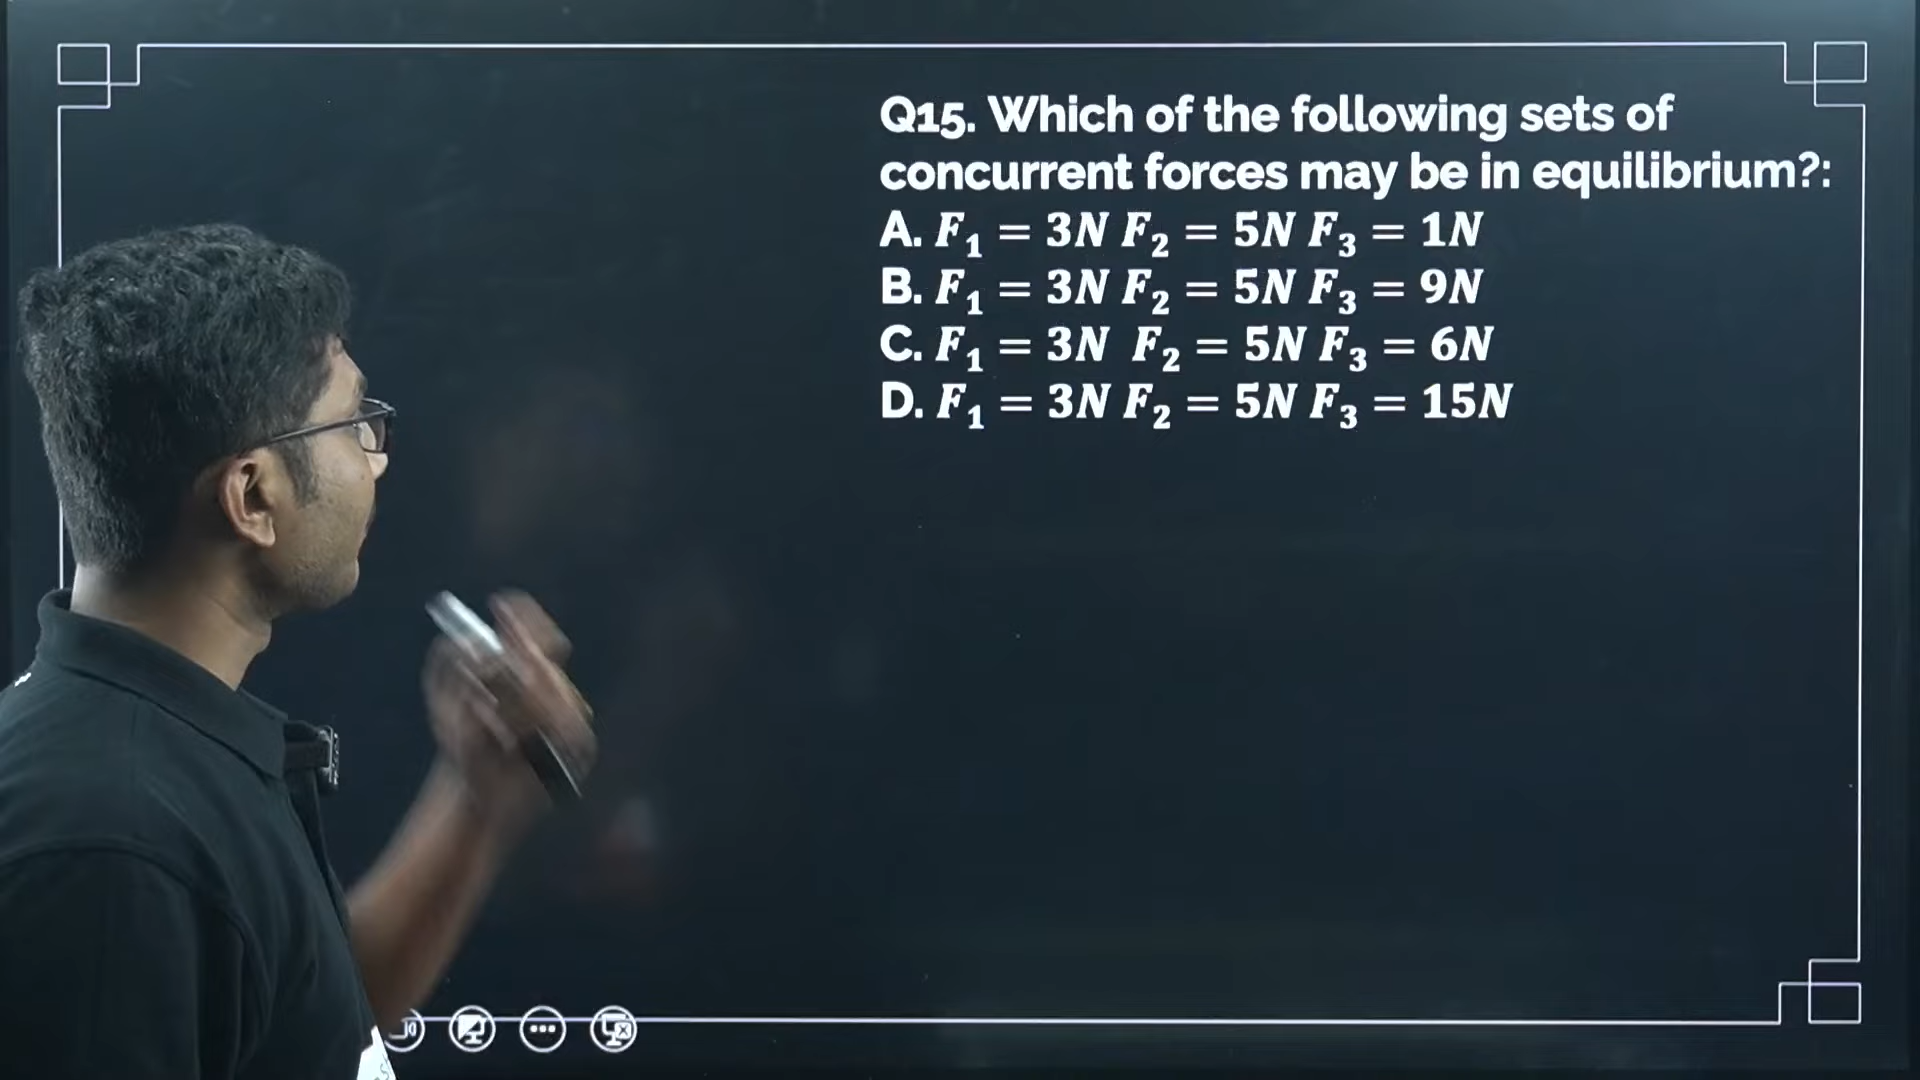 Q15. Which of the following sets of
concurrent forces may be in equilibrium?:
A. F₁ = 3N F₂ = 5N F₃ = 1N
B. F₁ = 3N F₂ = 5N F₃ = 9N
C. F₁ = 3N F₂ = 5N F₃ = 6N
D. F₁ = 3N F₂ = 5N F₃ = 15N